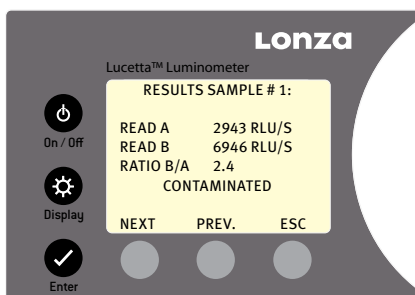 Lonza
Lucetta™ Luminometer
RESULTS SAMPLE # 1:
READ A 2943 RLU/S
READ B 6946 RLU/S
RATIO B/A 2.4
CONTAMINATED
NEXT PREV. ESC
On / Off
Display
Enter